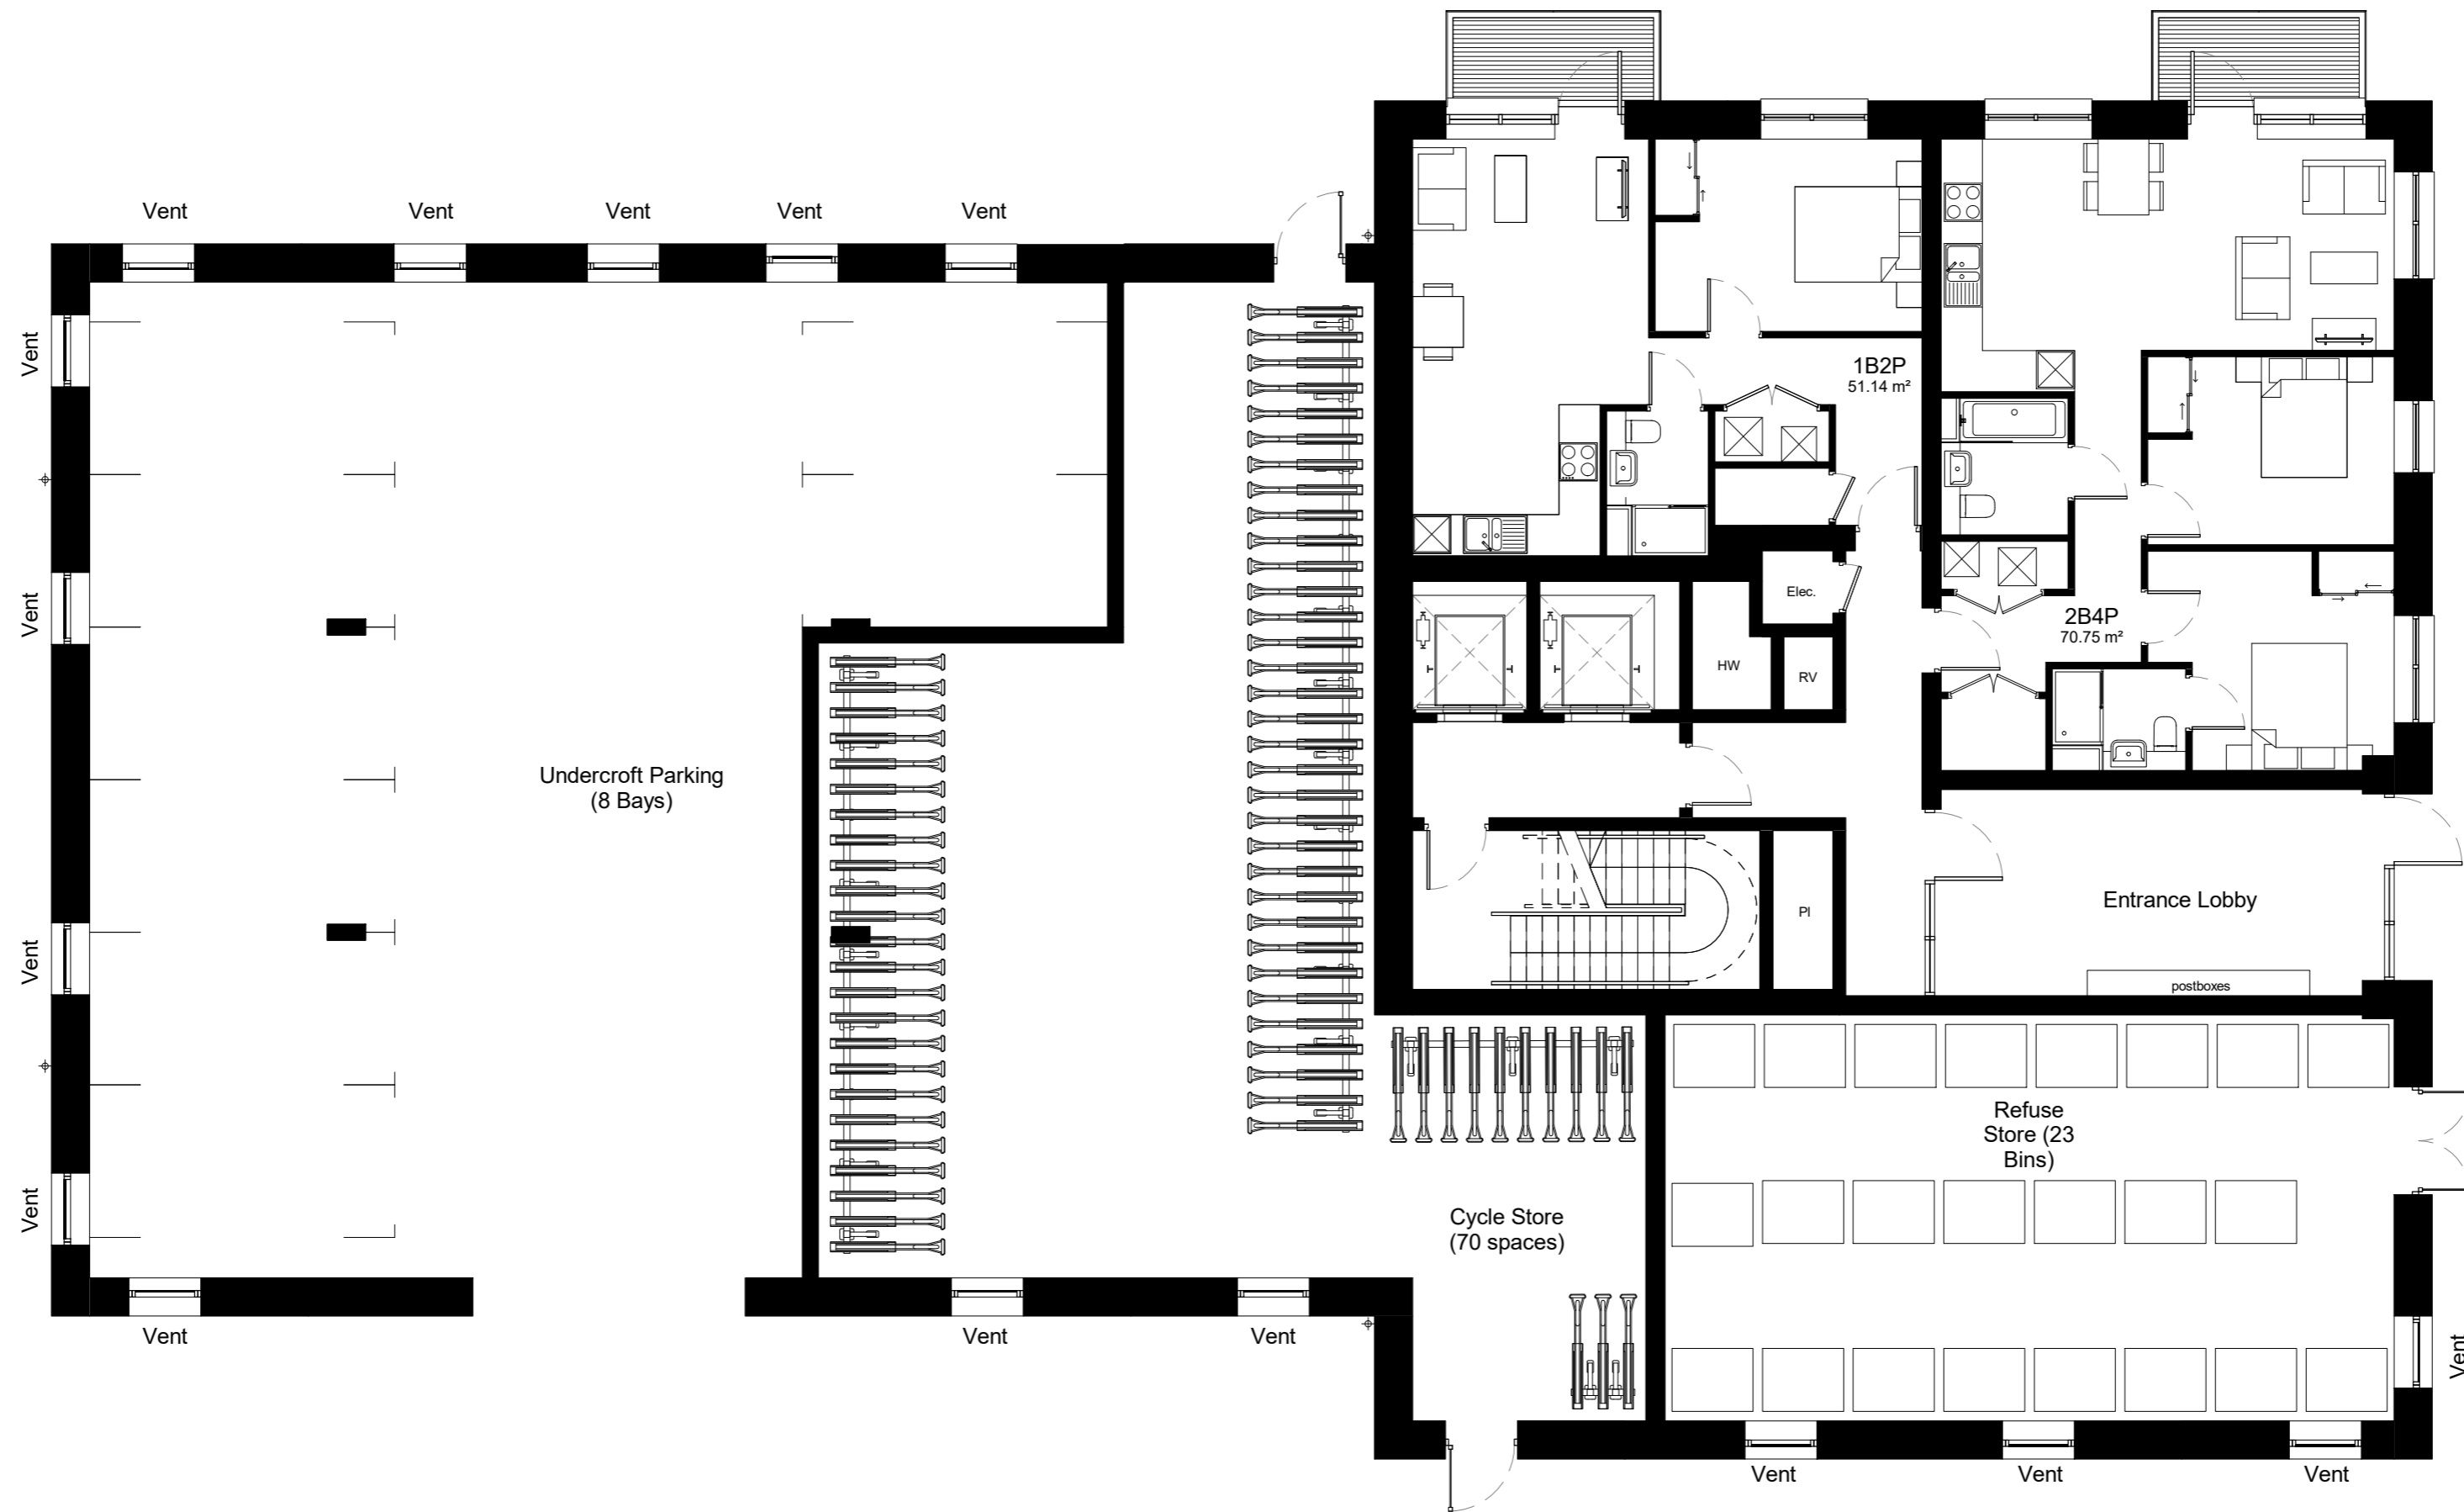 Vent
Vent
Vent
Vent
Vent
Vent
Vent
Vent
Vent
1B2P
51.14 m²
Elec.
HW
RV
2B4P
70.75 m²
Undercroft Parking
(8 Bays)
Entrance Lobby
PI
postboxes
Refuse
Store (23
Bins)
Cycle Store
(70 spaces)
Vent
Vent
Vent
Vent
Vent
Vent
Vent